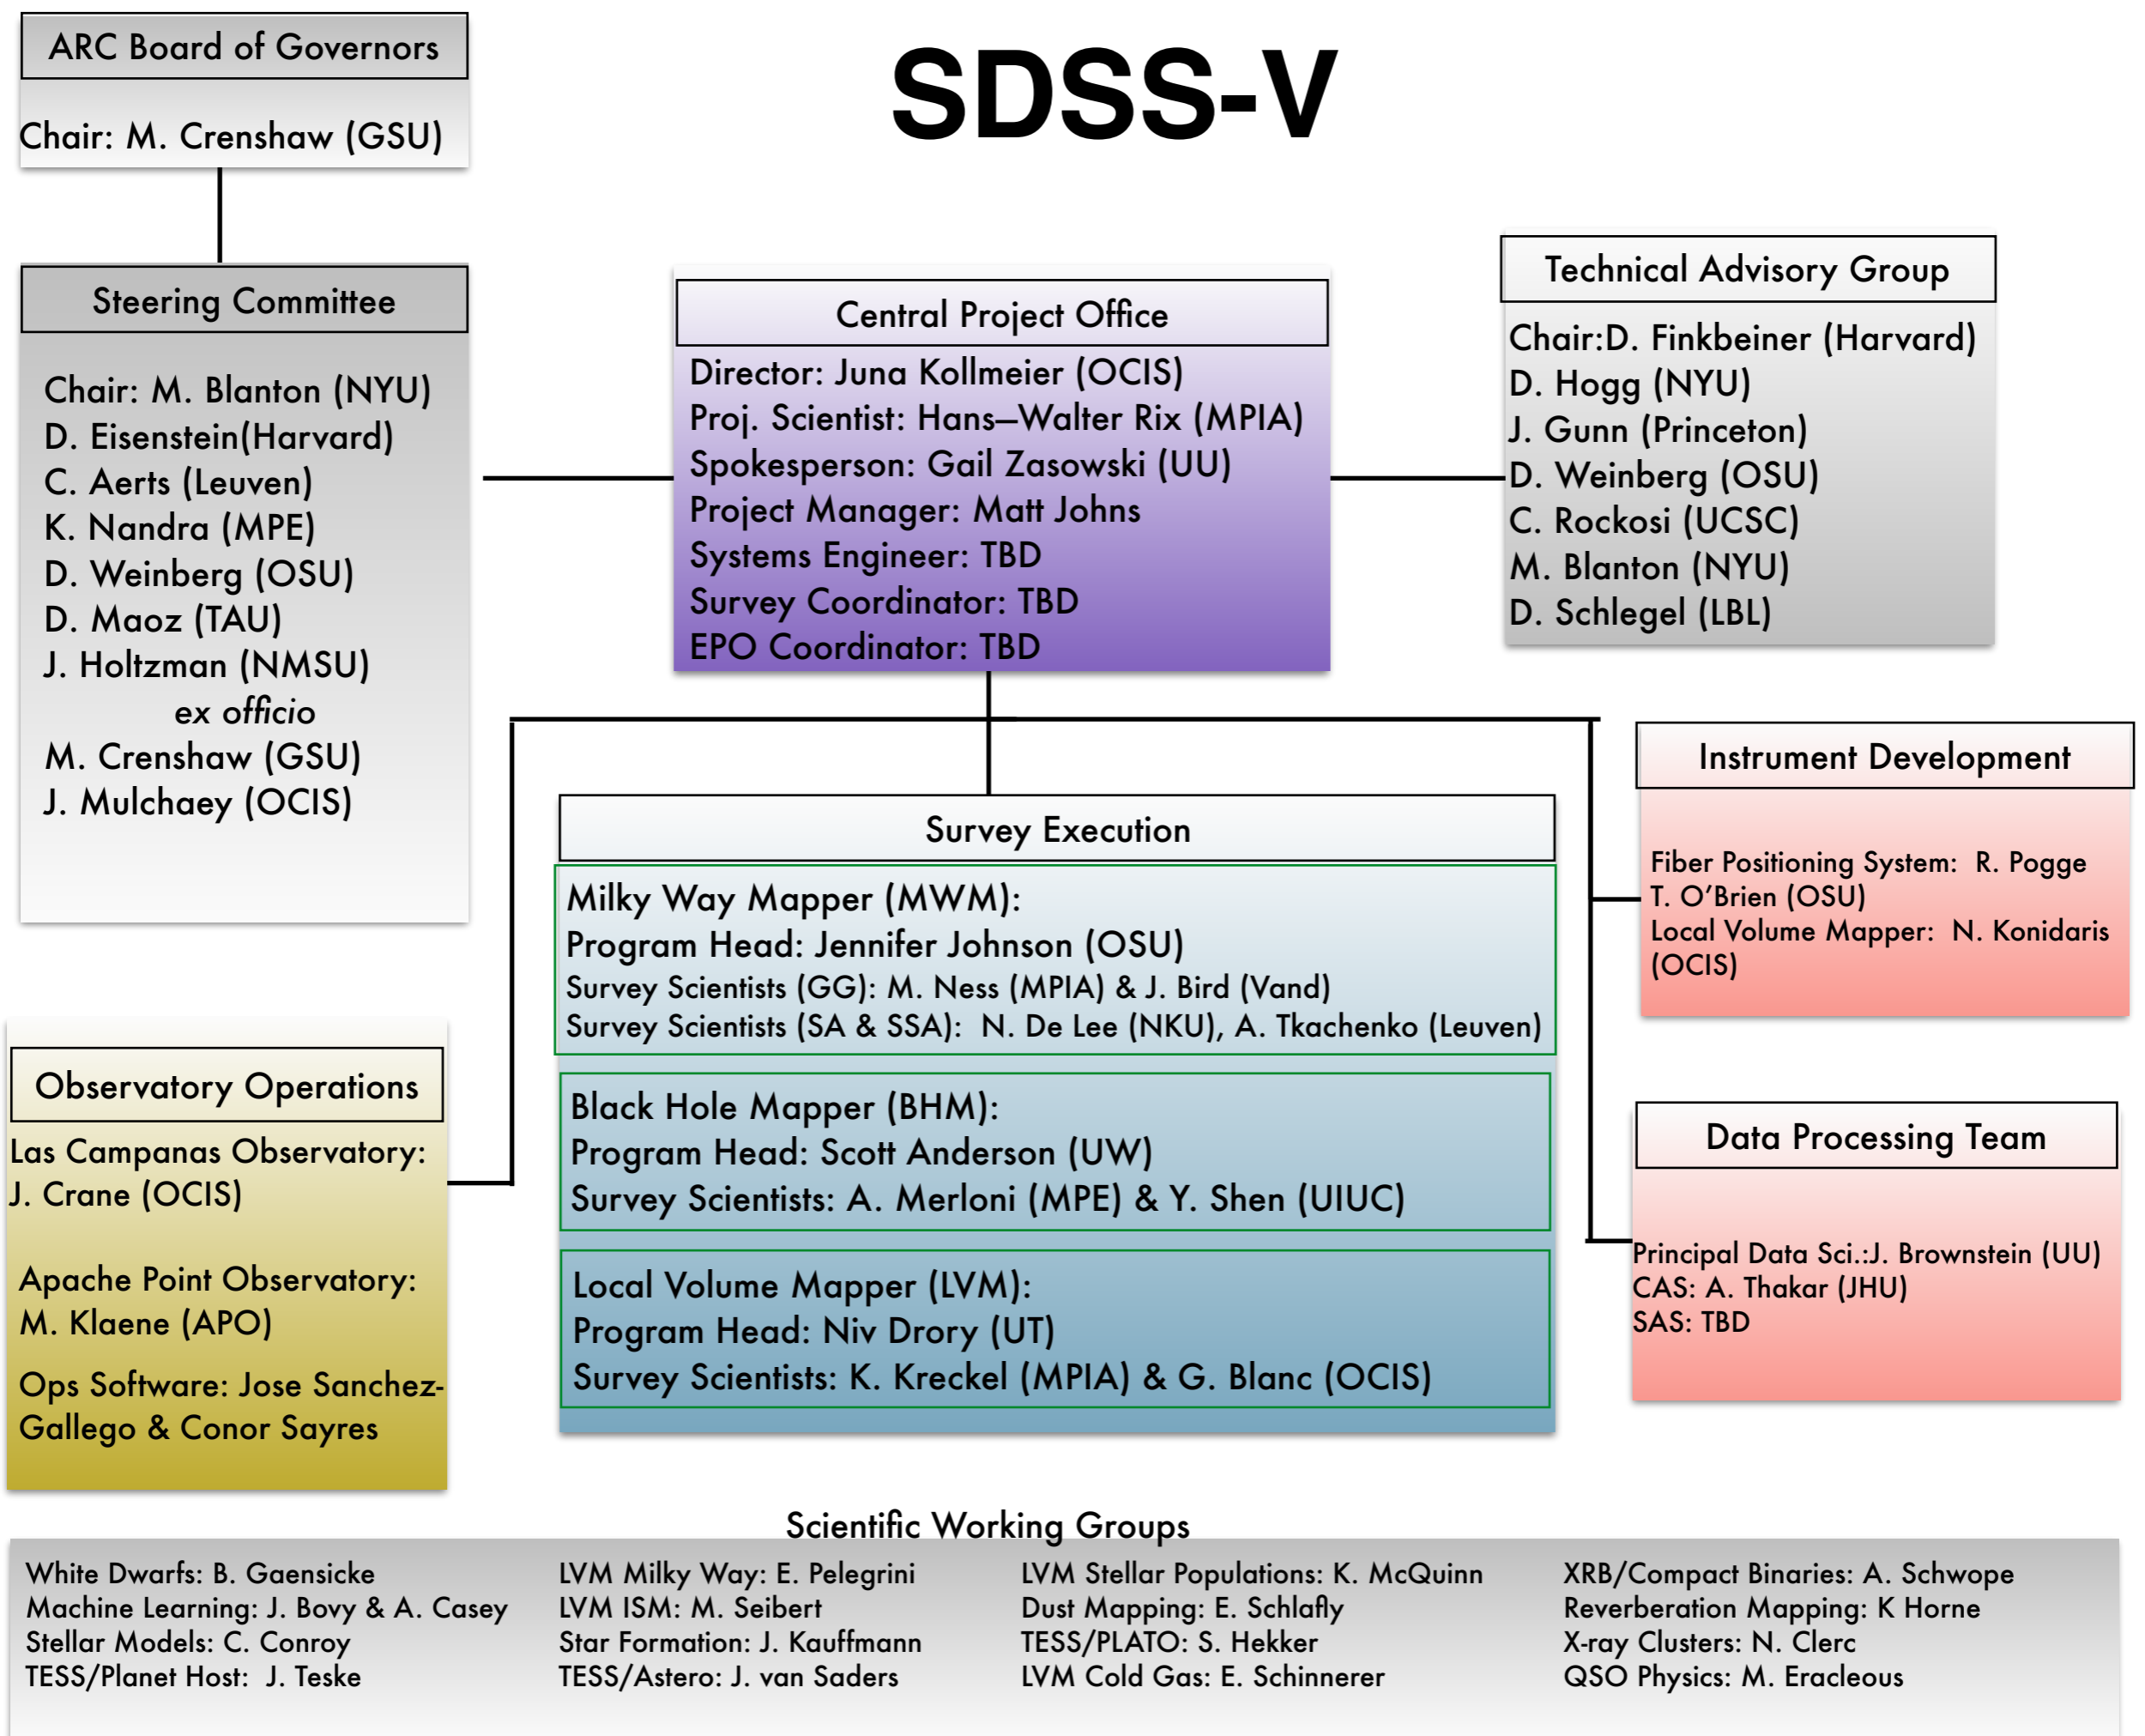 SDSS-V
ARC Board of Governors
Chair: M. Crenshaw (GSU)
Steering Committee
Chair: M. Blanton (NYU)
D. Eisenstein(Harvard)
C. Aerts (Leuven)
K. Nandra (MPE)
D. Weinberg (OSU)
D. Maoz (TAU)
J. Holtzman (NMSU)
ex officio
M. Crenshaw (GSU)
J. Mulchaey (OCIS)
Central Project Office
Director: Juna Kollmeier (OCIS)
Proj. Scientist: Hans—Walter Rix (MPIA)
Spokesperson: Gail Zasowski (UU)
Project Manager: Matt Johns
Systems Engineer: TBD
Survey Coordinator: TBD
EPO Coordinator: TBD
Technical Advisory Group
Chair:D. Finkbeiner (Harvard)
D. Hogg (NYU)
J. Gunn (Princeton)
D. Weinberg (OSU)
C. Rockosi (UCSC)
M. Blanton (NYU)
D. Schlegel (LBL)
Survey Execution
Milky Way Mapper (MWM):
Program Head: Jennifer Johnson (OSU)
Survey Scientists (GG): M. Ness (MPIA) & J. Bird (Vand)
Survey Scientists (SA & SSA): N. De Lee (NKU), A. Tkachenko (Leuven)
Black Hole Mapper (BHM):
Program Head: Scott Anderson (UW)
Survey Scientists: A. Merloni (MPE) & Y. Shen (UIUC)
Local Volume Mapper (LVM):
Program Head: Niv Drory (UT)
Survey Scientists: K. Kreckel (MPIA) & G. Blanc (OCIS)
Instrument Development
Fiber Positioning System: R. Pogge
T. O'Brien (OSU)
Local Volume Mapper: N. Konidaris
(OCIS)
Observatory Operations
Las Campanas Observatory:
J. Crane (OCIS)
Apache Point Observatory:
M. Klaene (APO)
Ops Software: Jose Sanchez-
Gallego & Conor Sayres
Data Processing Team
Principal Data Sci.:J. Brownstein (UU)
CAS: A. Thakar (JHU)
SAS: TBD
Scientific Working Groups
White Dwarfs: B. Gaensicke
Machine Learning: J. Bovy & A. Casey
Stellar Models: C. Conroy
TESS/Planet Host: J. Teske
LVM Milky Way: E. Pelegrini
LVM ISM: M. Seibert
Star Formation: J. Kauffmann
TESS/Astero: J. van Saders
LVM Stellar Populations: K. McQuinn
Dust Mapping: E. Schlafly
TESS/PLATO: S. Hekker
LVM Cold Gas: E. Schinnerer
XRB/Compact Binaries: A. Schwope
Reverberation Mapping: K Horne
X-ray Clusters: N. Clerc
QSO Physics: M. Eracleous